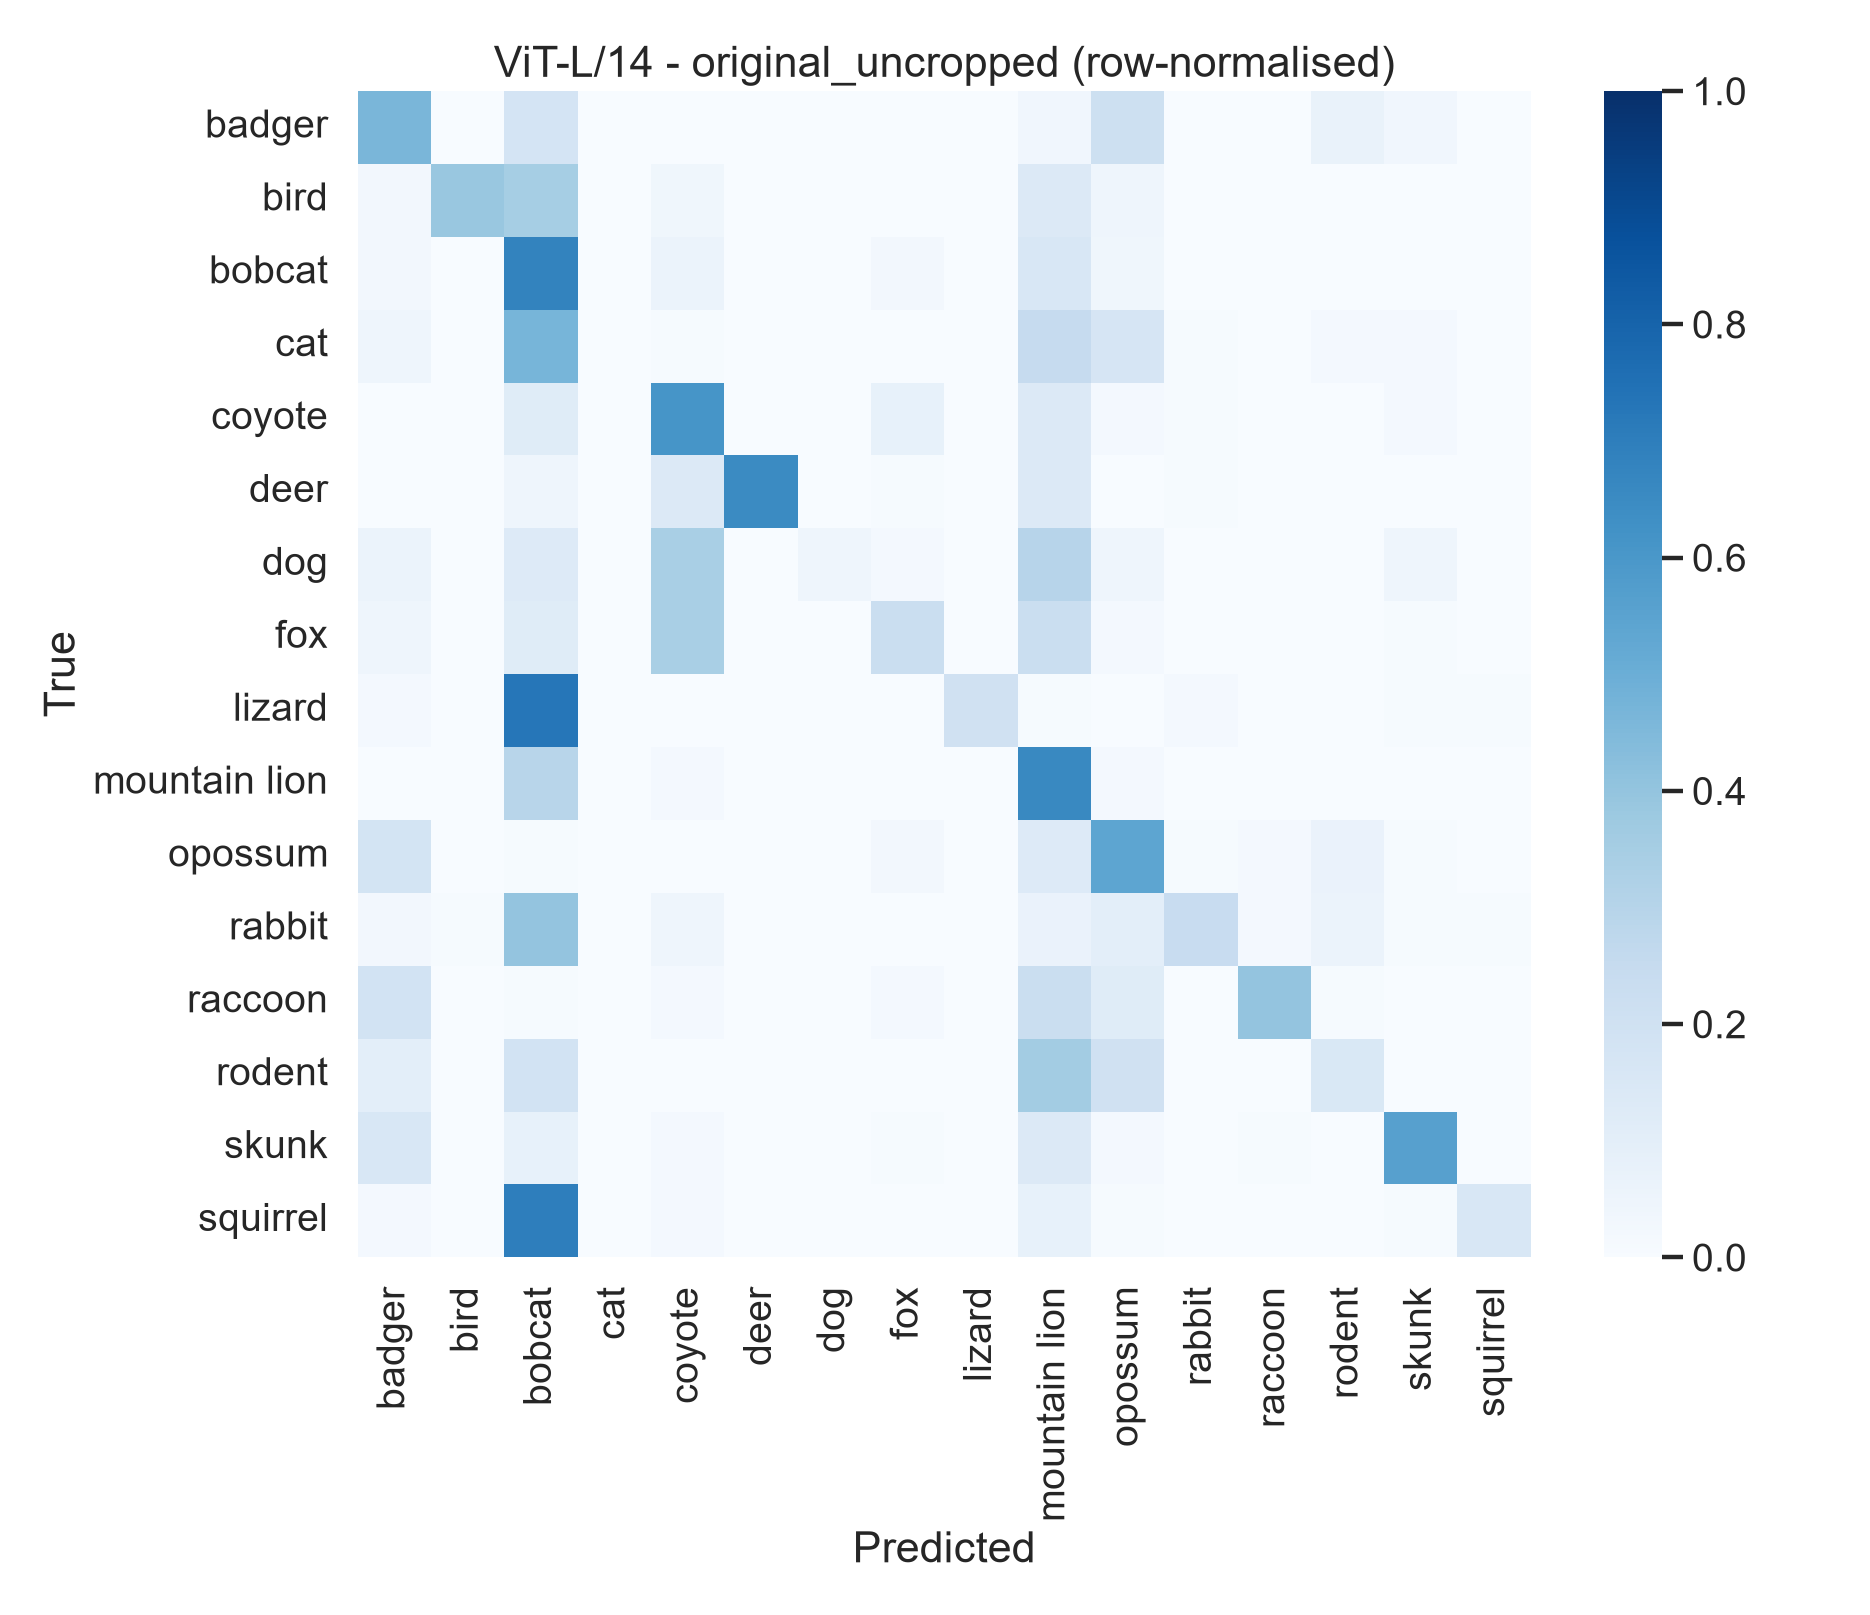 ViT-L/14 - original_uncropped (row-normalised)
True
badger
bird
bobcat
cat
coyote
deer
dog
fox
lizard
mountain lion
opossum
rabbit
raccoon
rodent
skunk
squirrel
badger
bird
bobcat
cat
coyote
deer
dog
fox
lizard
mountain lion
opossum
rabbit
raccoon
rodent
skunk
squirrel
Predicted
1.0
0.8
0.6
0.4
0.2
0.0